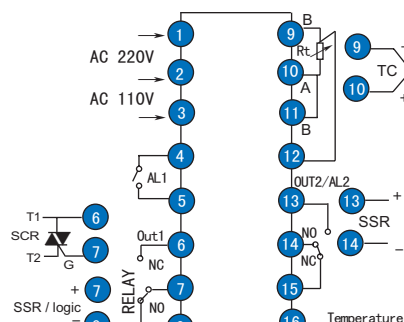 1
AC 220V
2
AC 110V
3
4
AL1
5
T1
6
SCR
T2
G
7
+
7
SSR / logic
−
Out1
6
NC
RELAY
7
NO
B
9
Rt
10
A
11
B
12
OUT2/AL2
13
NO
14
NC
15
16
9
−
TC
10
+
13
+
SSR
14
−
Temperature